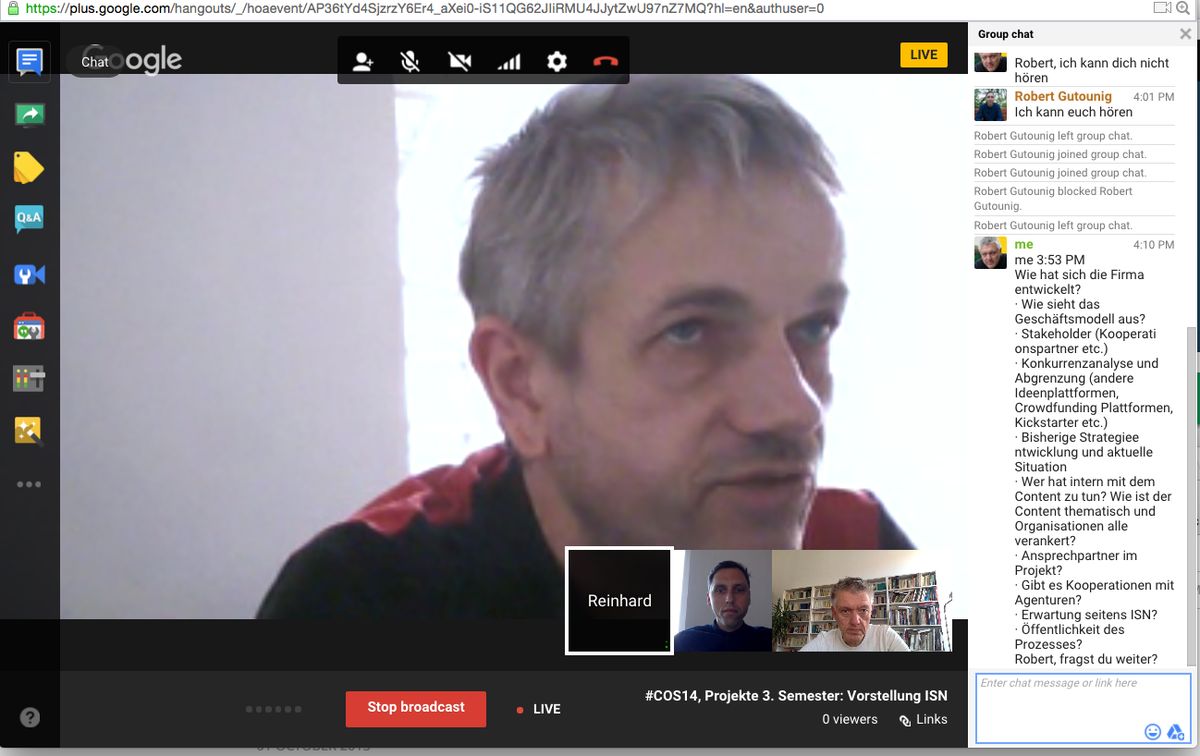 https://plus.google.com/hangouts/_/hoaevent/AP36tYd4SjzrzY6Er4_aXei0-iS11QG62JIiRMU4JJytZwU97nZ7MQ?hl=en&authuser=0
Chat
Google
LIVE
Q&A
Reinhard
Stop broadcast
LIVE
#COS14, Projekte 3. Semester: Vorstellung ISN
0 viewers
Links
Group chat
Robert, ich kann dich nicht
hören
Robert Gutounig 4:01 PM
Ich kann euch hören
Robert Gutounig left group chat.
Robert Gutounig joined group chat.
Robert Gutounig joined group chat.
Robert Gutounig blocked Robert
Gutounig.
Robert Gutounig left group chat.
me 4:10 PM
me 3:53 PM
Wie hat sich die Firma
entwickelt?
· Wie sieht das
Geschäftsmodell aus?
· Stakeholder (Kooperati
onspartner etc.)
· Konkurrenzanalyse und
Abgrenzung (andere
Ideenplattformen,
Crowdfunding Plattformen,
Kickstarter etc.)
· Bisherige Strategiee
ntwicklung und aktuelle
Situation
· Wer hat intern mit dem
Content zu tun? Wie ist der
Content thematisch und
Organisationen alle
verankert?
· Ansprechpartner im
Projekt?
· Gibt es Kooperationen mit
Agenturen?
· Erwartung seitens ISN?
· Öffentlichkeit des
Prozesses?
Robert, fragst du weiter?
Enter chat message or link here